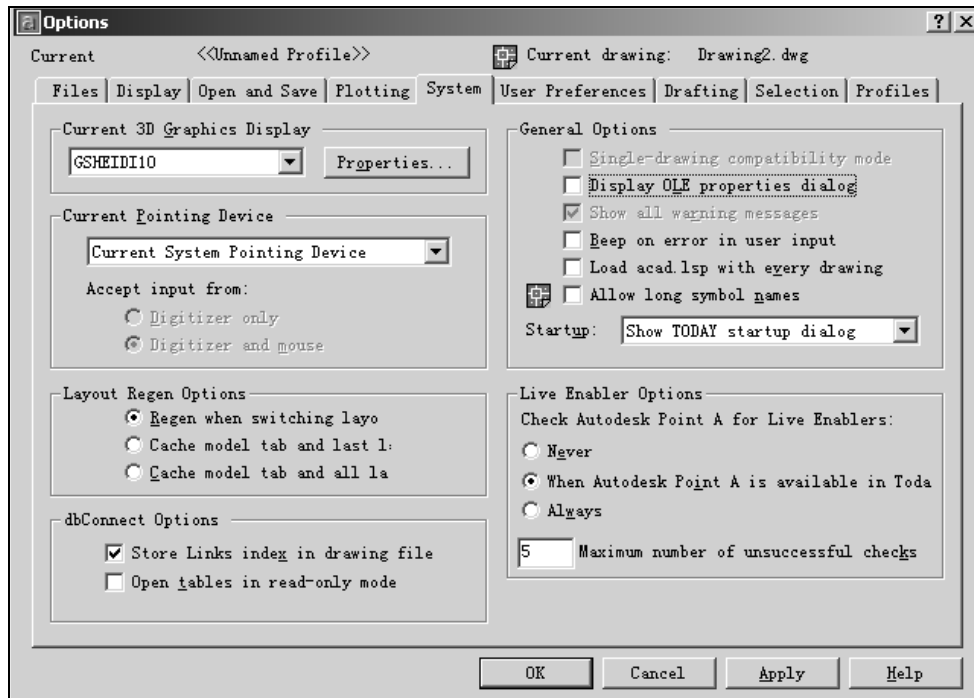 Options
Current <<Unnamed Profile>> Current drawing: Drawing2.dwg
Files Display Open and Save Plotting System User Preferences Drafting Selection Profiles
Current 3D Graphics Display
GSHEIDI10 Properties...
Current Pointing Device
Current System Pointing Device
Accept input from:
Digitizer only
Digitizer and mouse
Layout Regen Options
Regen when switching layo
Cache model tab and last l
Cache model tab and all la
dbConnect Options
Store Links index in drawing file
Open tables in read-only mode
General Options
Single-drawing compatibility mode
Display OLE properties dialog
Show all warning messages
Beep on error in user input
Load acad.lsp with every drawing
Allow long symbol names
Startup: Show TODAY startup dialog
Live Enabler Options
Check Autodesk Point A for Live Enablers:
Never
When Autodesk Point A is available in Toda
Always
5 Maximum number of unsuccessful checks
OK Cancel Apply Help